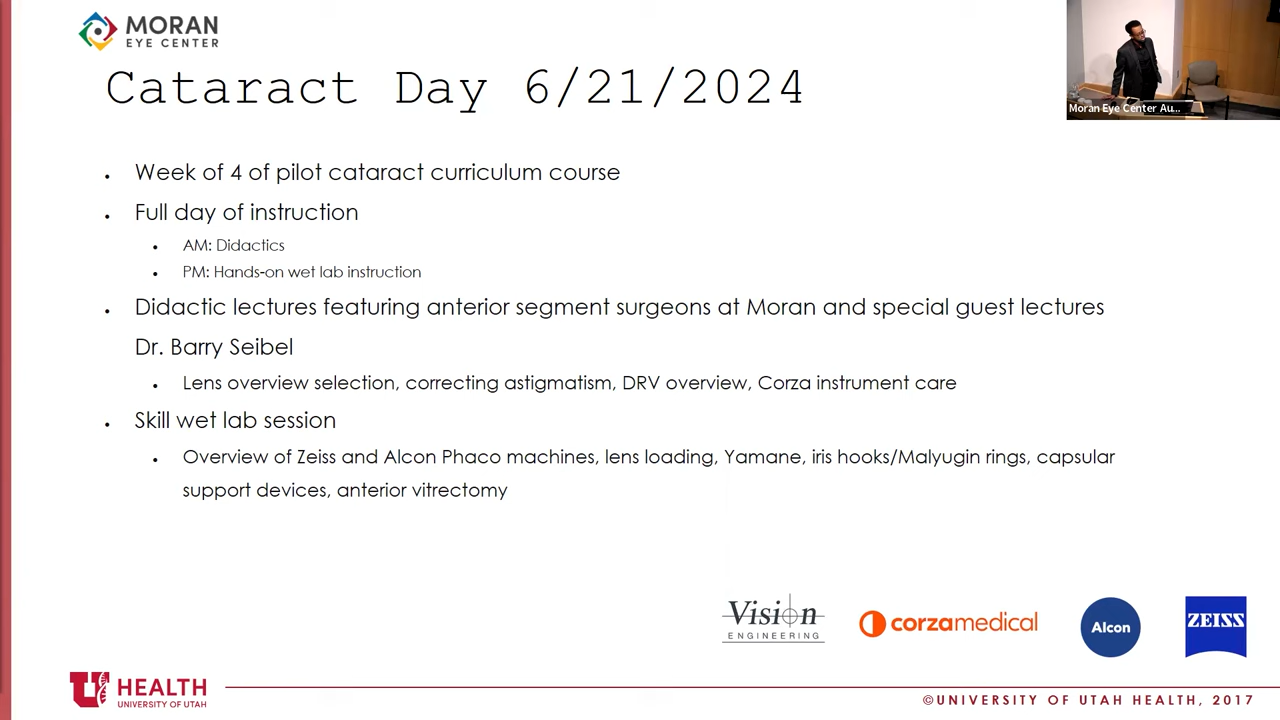 MORAN
EYE CENTER
Cataract Day 6/21/2024
Moran Eye Center Au...
• Week of 4 of pilot cataract curriculum course
• Full day of instruction
• AM: Didactics
• PM: Hands-on wet lab instruction
• Didactic lectures featuring anterior segment surgeons at Moran and special guest lectures
Dr. Barry Seibel
• Lens overview selection, correcting astigmatism, DRV overview, Corza instrument care
• Skill wet lab session
• Overview of Zeiss and Alcon Phaco machines, lens loading, Yamane, iris hooks/Malyugin rings, capsular
support devices, anterior vitrectomy
Vision
ENGINEERING
corzamedical
Alcon
ZEISS
U HEALTH
UNIVERSITY OF UTAH
©UNIVERSITY OF UTAH HEALTH, 2017